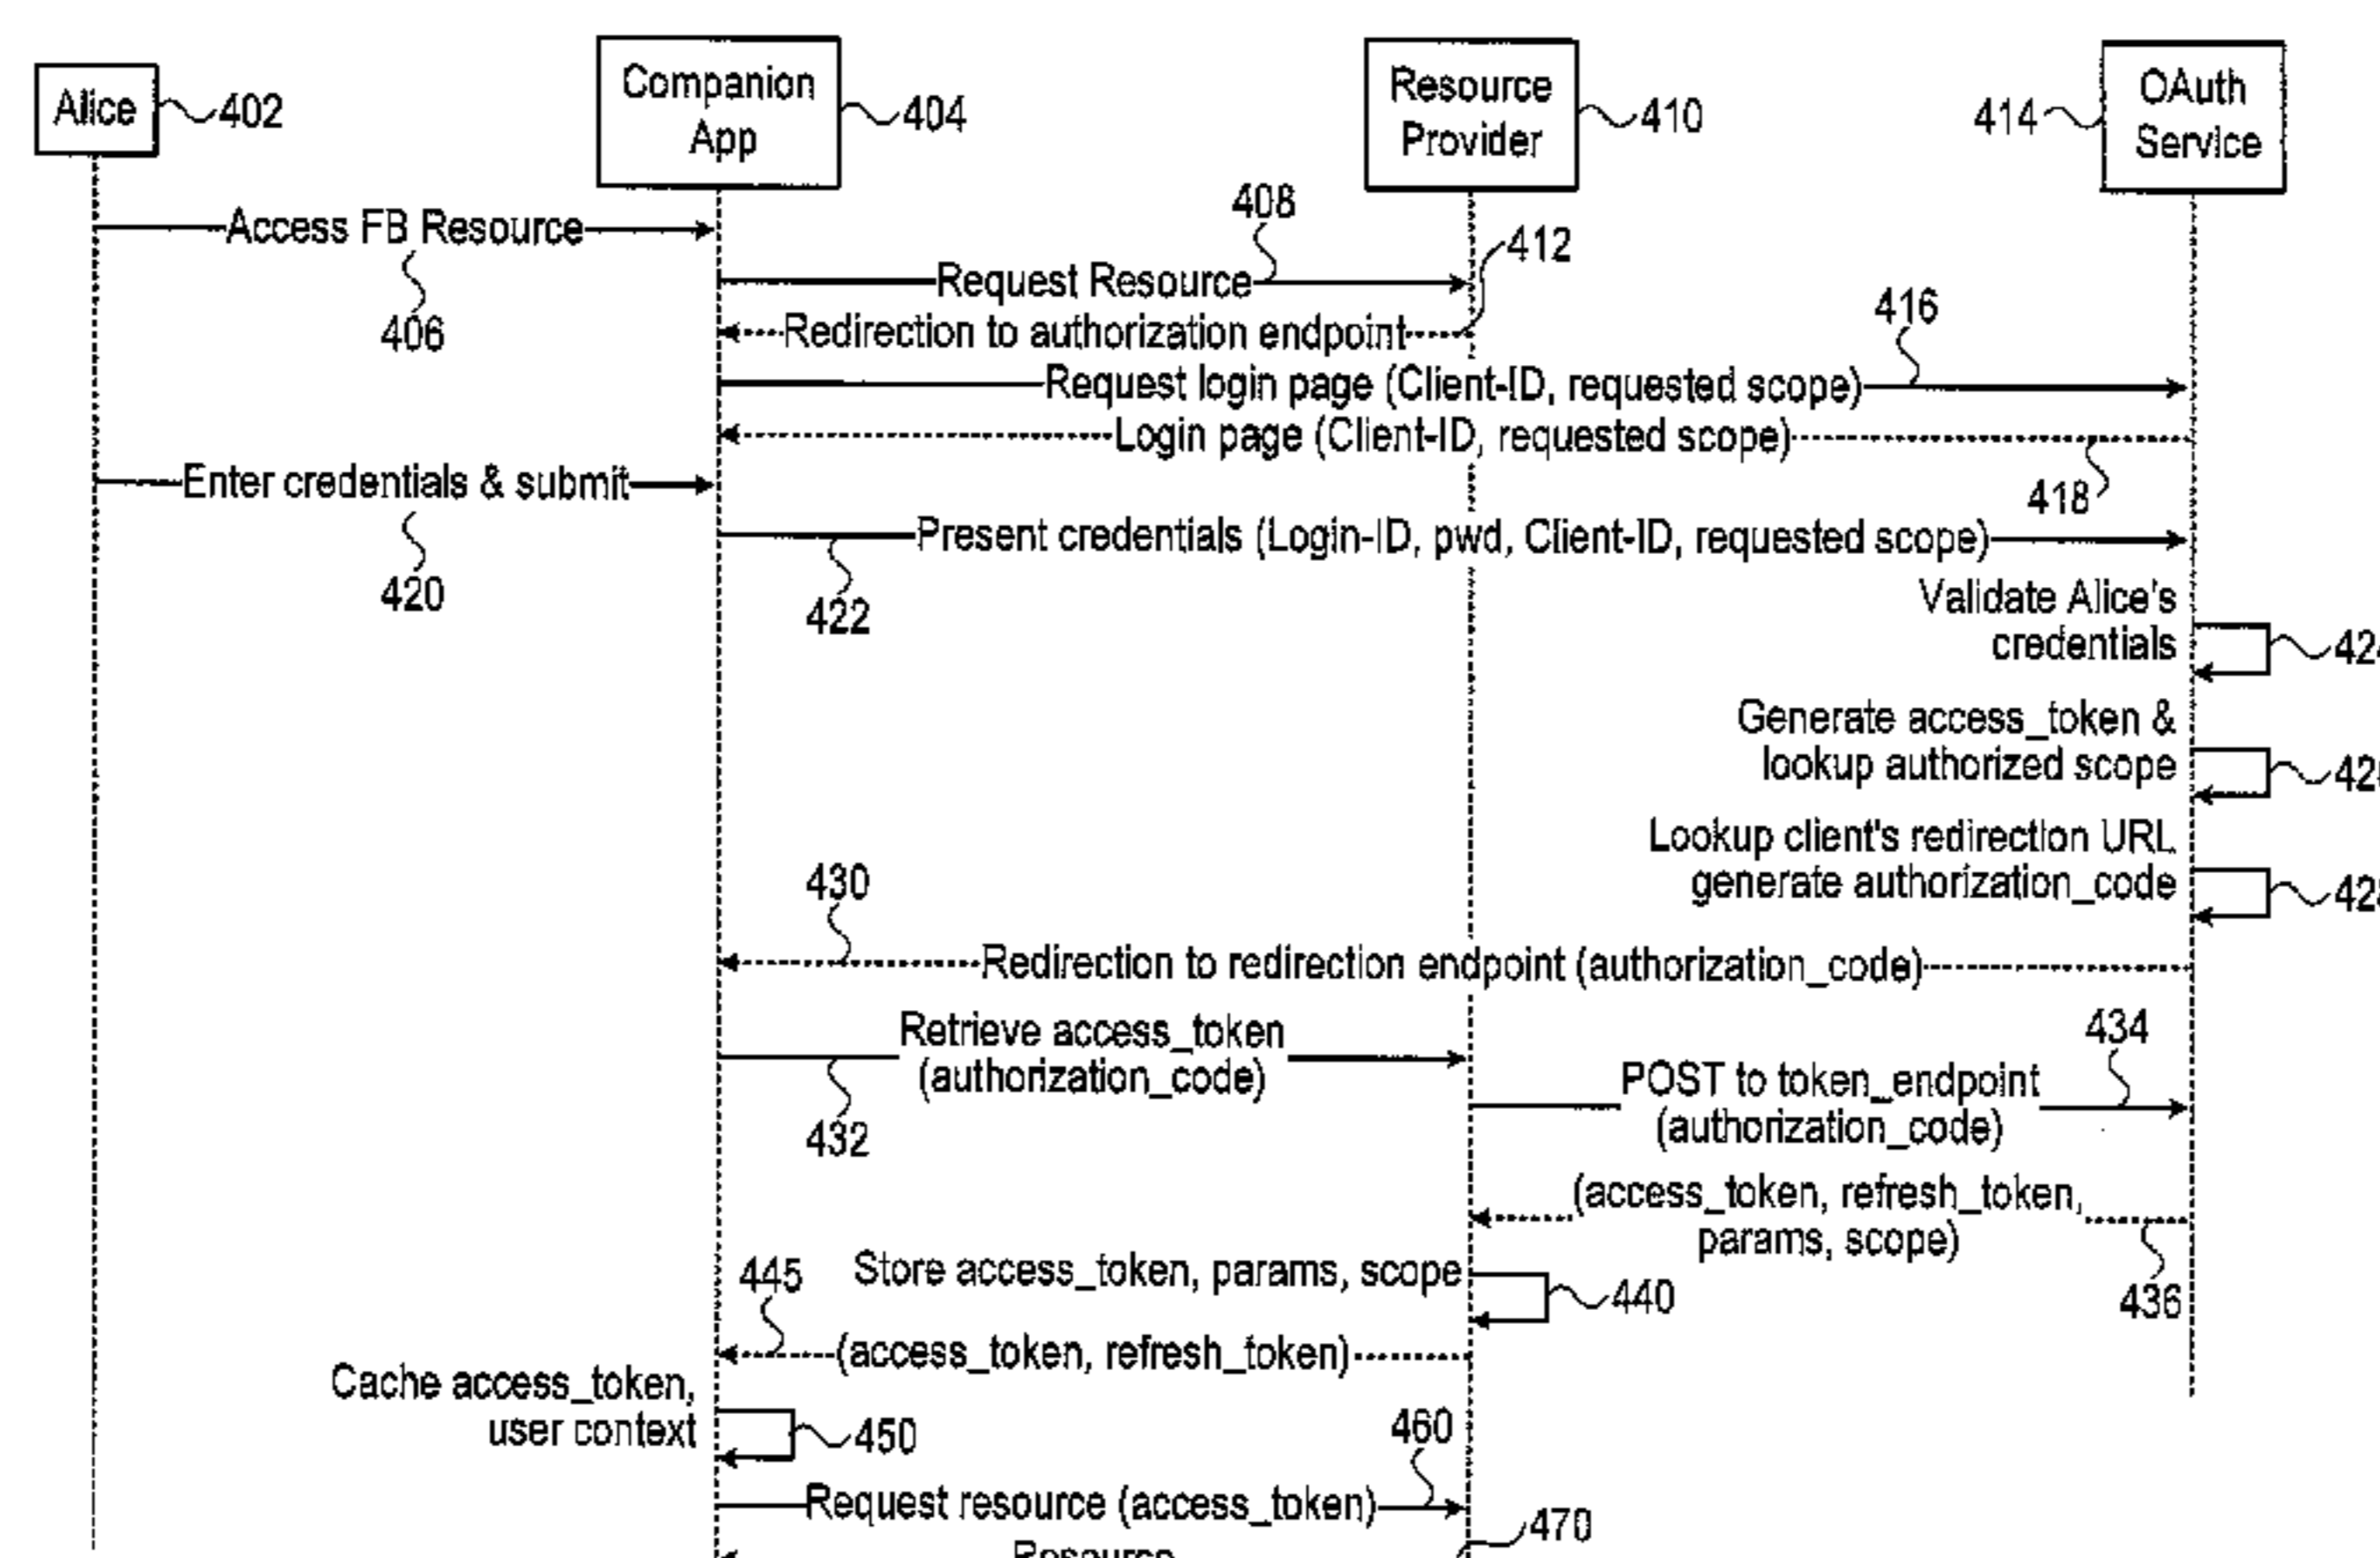 Alice
402
Companion
App
404
Resource
Provider
410
414
OAuth
Service
Access FB Resource
406
408
Request Resource
412
Redirection to authorization endpoint
416
Request login page (Client-ID, requested scope)
Login page (Client-ID, requested scope)
418
Enter credentials & submit
420
Present credentials (Login-ID, pwd, Client-ID, requested scope)
422
Validate Alice's
credentials
Generate access_token &
lookup authorized scope
Lookup client's redirection URL
generate authorization_code
430
Redirection to redirection endpoint (authorization_code)
Retrieve access_token
(authorization_code)
432
434
POST to token_endpoint
(authorization_code)
(access_token, refresh_token,
params, scope)
436
Store access_token, params, scope
440
445
(access_token, refresh_token)
Cache access_token,
user context
450
460
Request resource (access_token)
470
Resource